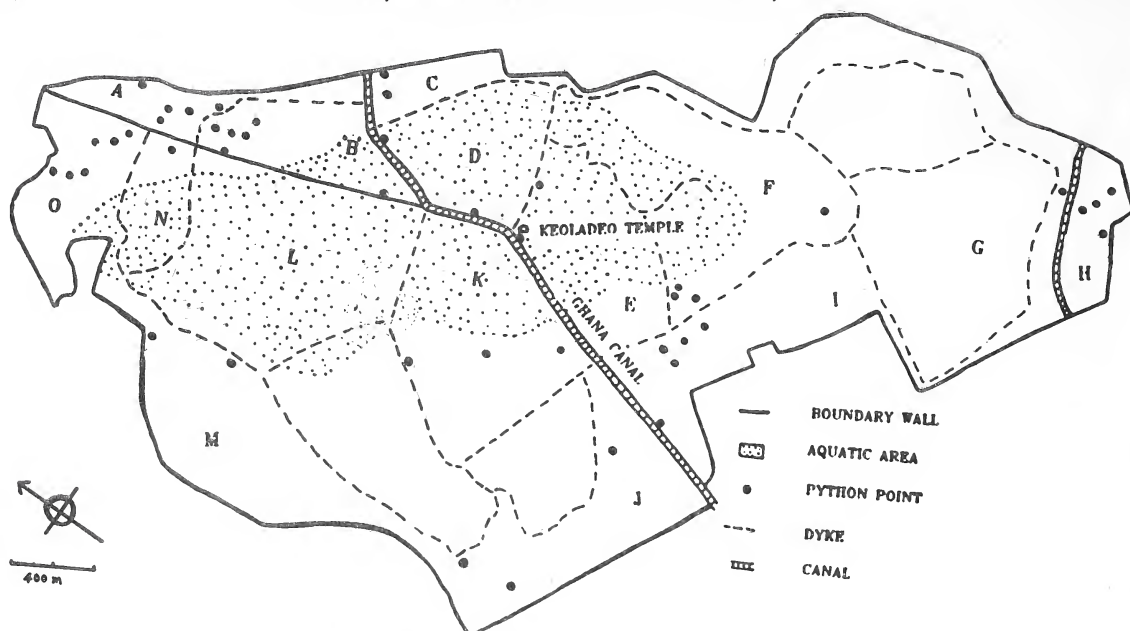 A
C
B
D
F
O
N
KEOLADEO TEMPLE
L
K
G
H
E
I
GHANA CANAL
M
J
BOUNDARY WALL
AQUATIC AREA
PYTHON POINT
DYKE
CANAL
400 m